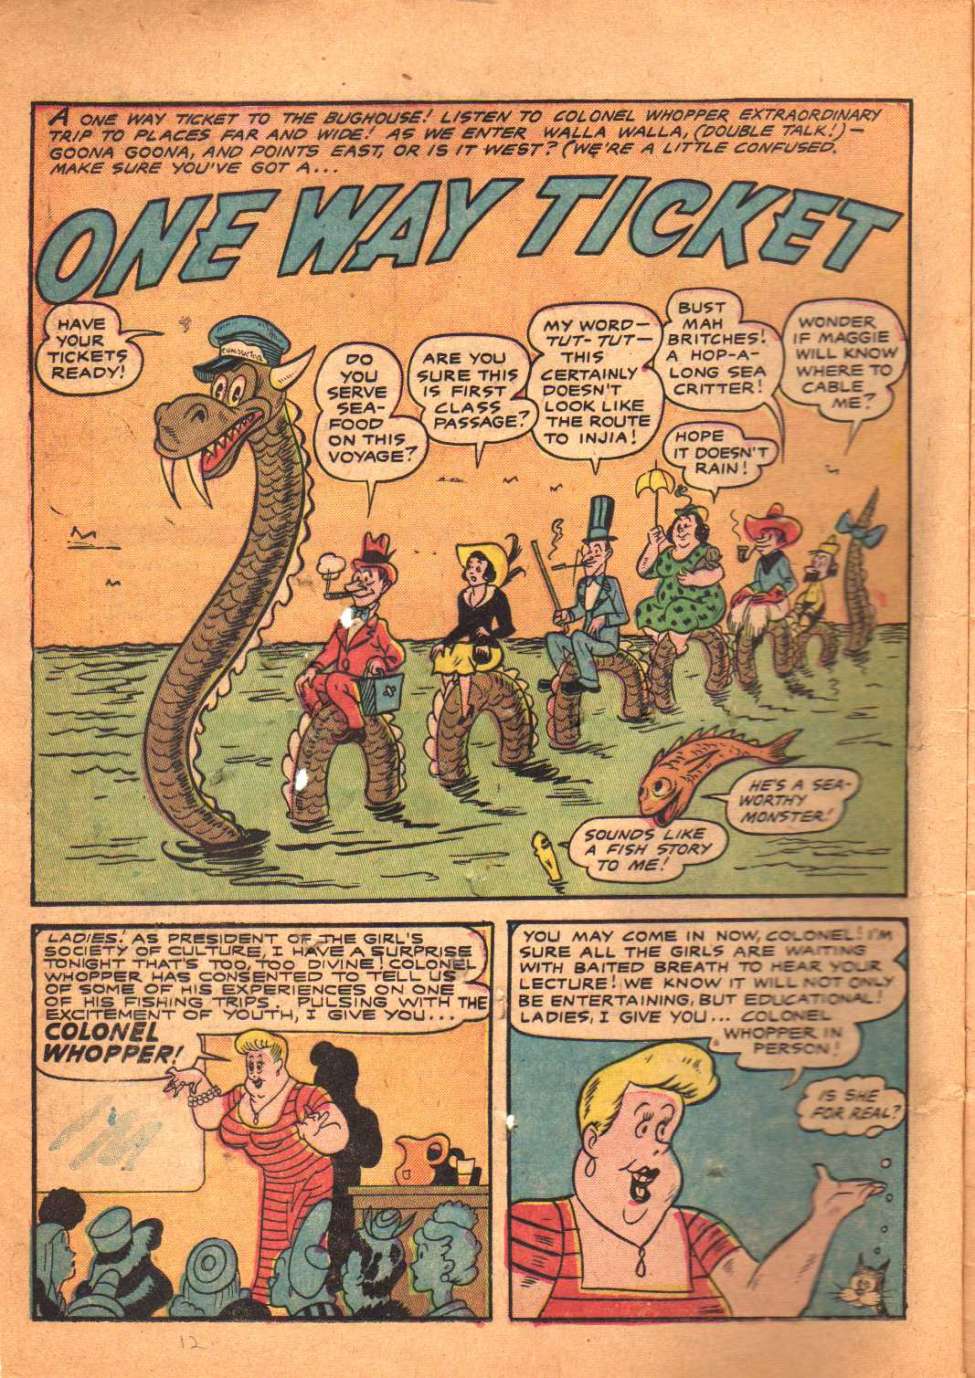 A ONE WAY TICKET TO THE BUGHOUSE! LISTEN TO COLONEL WHOPPER EXTRAORDINARY
TRIP TO PLACES FAR AND WIDE! AS WE ENTER WALLA WALLA, (DOUBLE TALK!)—
GOONA GOONA, AND POINTS EAST, OR IS IT WEST? (WE'RE A LITTLE CONFUSED.
MAKE SURE YOU'VE GOT A...
ONE WAY TICKET
HAVE
YOUR
TICKETS
READY!
DO
YOU
SERVE
SEA-
FOOD
ON THIS
VOYAGE?
ARE YOU
SURE THIS
IS FIRST
CLASS
PASSAGE?
MY WORD—
TUT-TUT—
THIS
CERTAINLY
DOESN'T
LOOK LIKE
THE ROUTE
TO INJIA!
HOPE
IT DOESN'T
RAIN!
BUST
MAH
BRITCHES!
A HOP-A-
LONG SEA
CRITTER!
WONDER
IF MAGGIE
WILL KNOW
WHERE TO
CABLE
ME?
HE'S A SEA-
WORTHY
MONSTER!
SOUNDS LIKE
A FISH STORY
TO ME!
LADIES! AS PRESIDENT OF THE GIRL'S
SOCIETY OF CULTURE, I HAVE A SURPRISE
TONIGHT THAT'S TOO, TOO DIVINE! COLONEL
WHOPPER HAS CONSENTED TO TELL US
OF SOME OF HIS EXPERIENCES ON ONE
OF HIS FISHING TRIPS. PULSING WITH THE
EXCITEMENT OF YOUTH, I GIVE YOU...
COLONEL
WHOPPER!
YOU MAY COME IN NOW, COLONEL! I'M
SURE ALL THE GIRLS ARE WAITING
WITH BAITED BREATH TO HEAR YOUR
LECTURE! WE KNOW IT WILL NOT ONLY
BE ENTERTAINING, BUT EDUCATIONAL!
LADIES, I GIVE YOU... COLONEL
WHOPPER IN
PERSON!
IS SHE
FOR REAL?
12